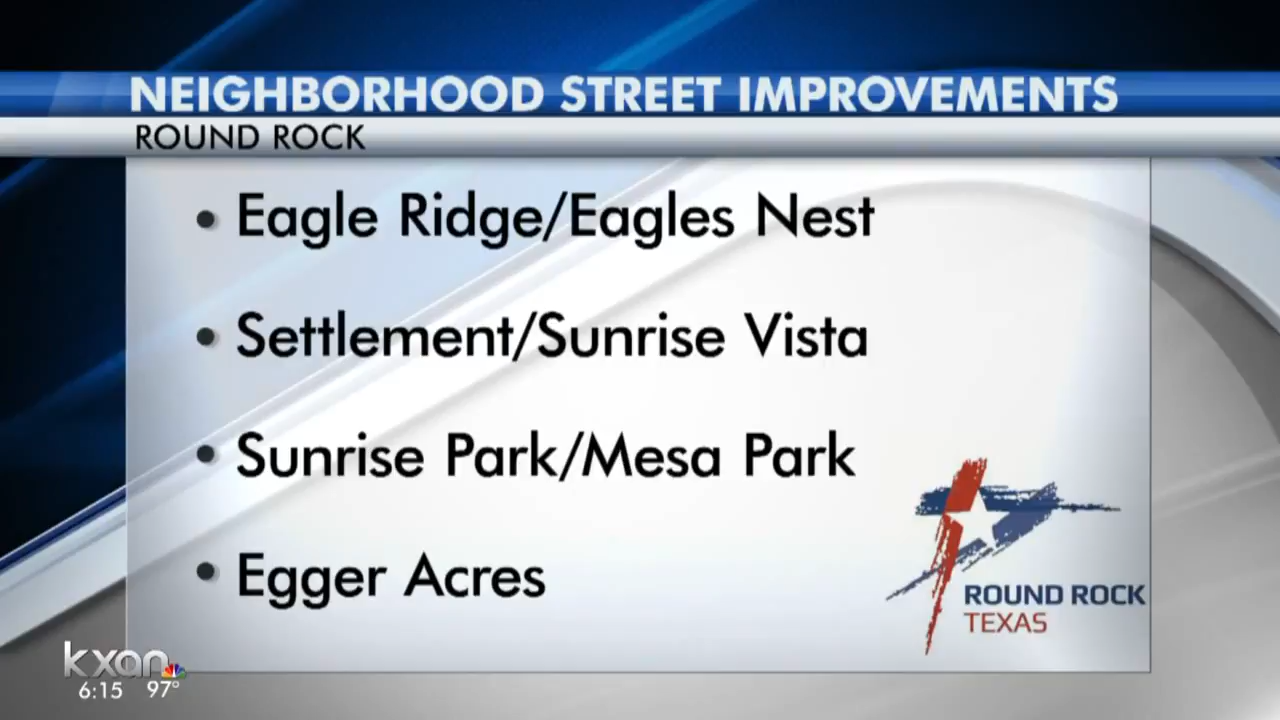 NEIGHBORHOOD STREET IMPROVEMENTS
ROUND ROCK
• Eagle Ridge/Eagles Nest
• Settlement/Sunrise Vista
• Sunrise Park/Mesa Park
• Egger Acres
ROUND ROCK
TEXAS
kxan
6:15 97°